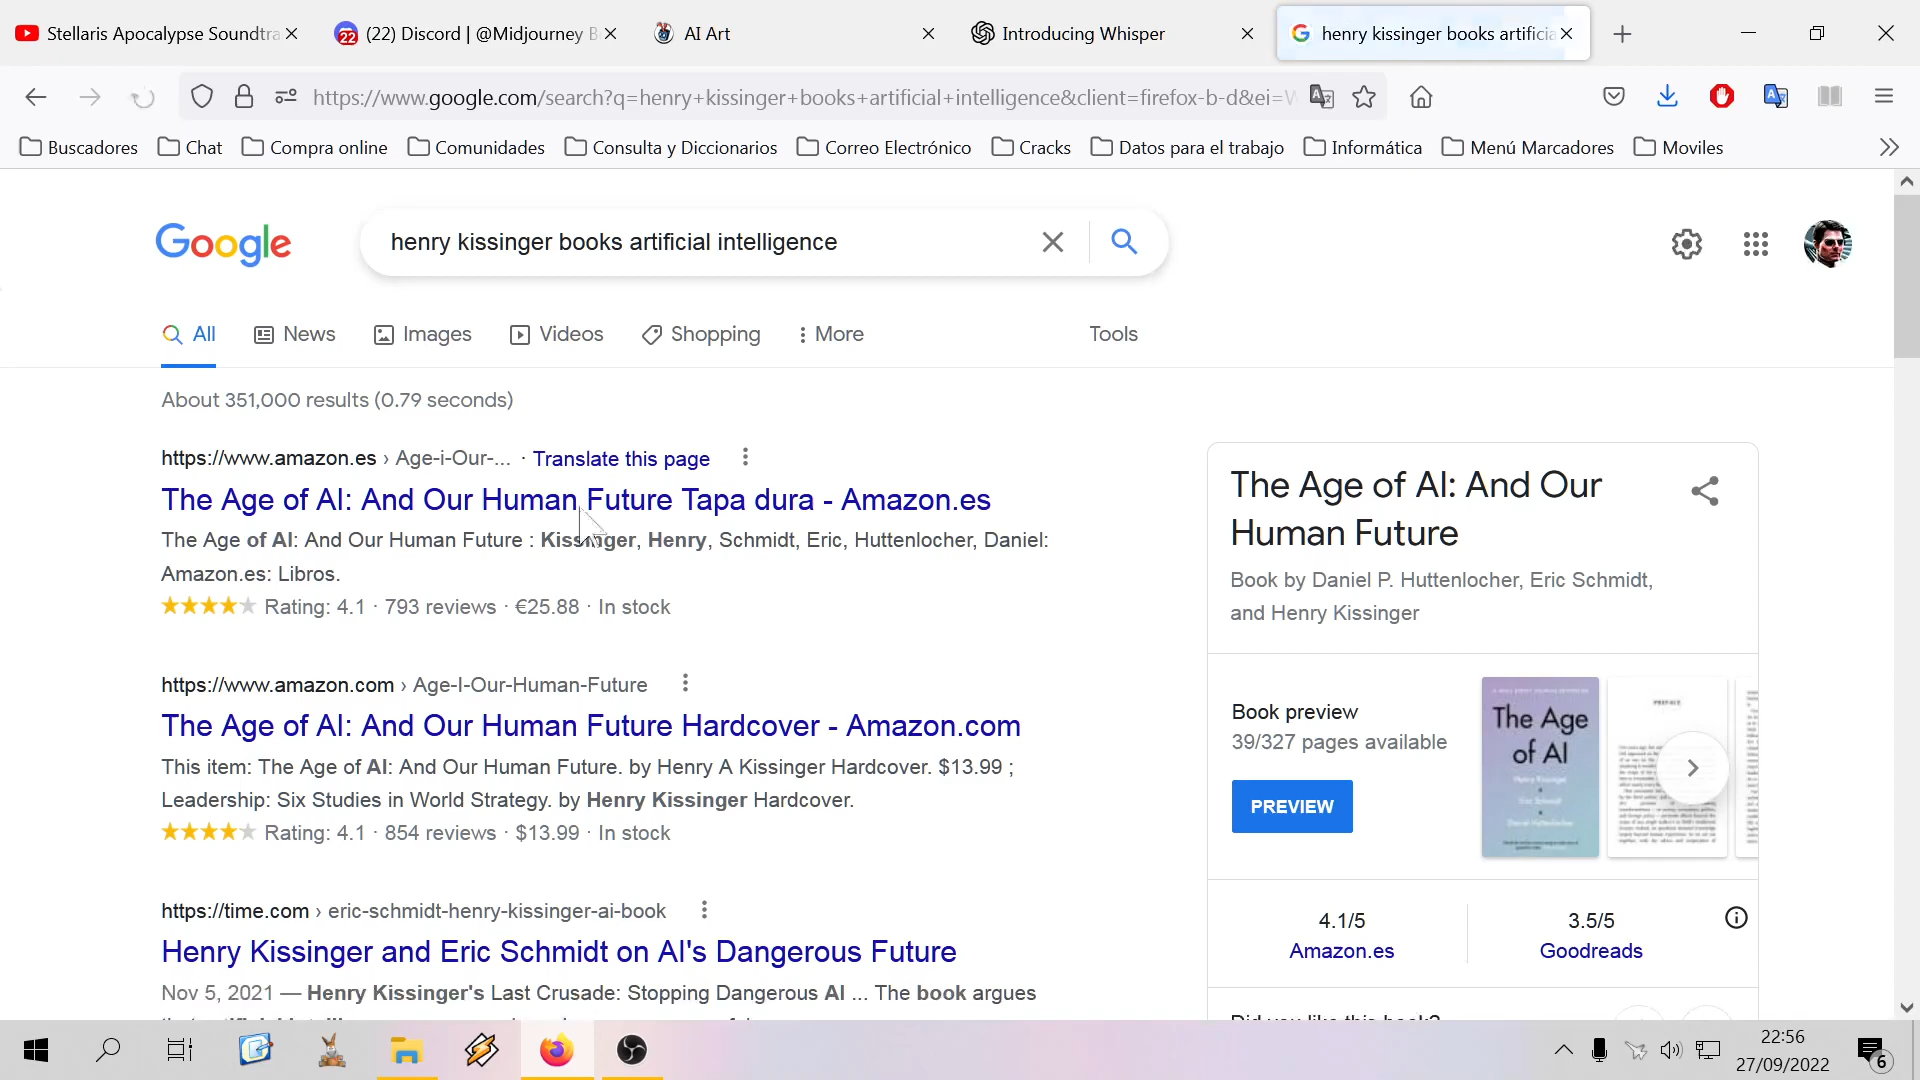 Stellaris Apocalypse Soundtra
22 (22) Discord | @Midjourney B
AI Art
Introducing Whisper
henry kissinger books artificia
https://www.google.com/search?q=henry+kissinger+books+artificial+intelligence&client=firefox-b-d&ei=W
Buscadores
Chat
Compra online
Comunidades
Consulta y Diccionarios
Correo Electrónico
Cracks
Datos para el trabajo
Informática
Menú Marcadores
Moviles
Google
henry kissinger books artificial intelligence
All
News
Images
Videos
Shopping
More
Tools
About 351,000 results (0.79 seconds)
https://www.amazon.es › Age-i-Our-... · Translate this page
The Age of AI: And Our Human Future Tapa dura - Amazon.es
The Age of AI: And Our Human Future : Kissinger, Henry, Schmidt, Eric, Huttenlocher, Daniel:
Amazon.es: Libros.
Rating: 4.1 · 793 reviews · €25.88 · In stock
https://www.amazon.com › Age-I-Our-Human-Future
The Age of AI: And Our Human Future Hardcover - Amazon.com
This item: The Age of AI: And Our Human Future. by Henry A Kissinger Hardcover. $13.99 ;
Leadership: Six Studies in World Strategy. by Henry Kissinger Hardcover.
Rating: 4.1 · 854 reviews · $13.99 · In stock
https://time.com › eric-schmidt-henry-kissinger-ai-book
Henry Kissinger and Eric Schmidt on AI's Dangerous Future
Nov 5, 2021 — Henry Kissinger's Last Crusade: Stopping Dangerous AI ... The book argues
The Age of AI: And Our
Human Future
Book by Daniel P. Huttenlocher, Eric Schmidt,
and Henry Kissinger
Book preview
39/327 pages available
PREVIEW
The Age
of AI
Henry Kissinger
Eric Schmidt
Daniel Huttenlocher
PREFACE
4.1/5
Amazon.es
3.5/5
Goodreads
Did you like this book?
22:56
27/09/2022
6